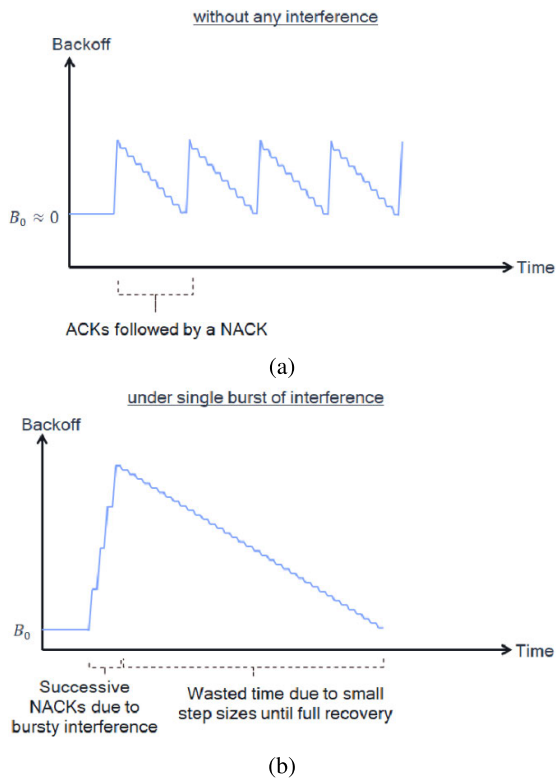 without any interference
Backoff
B₀ ≈ 0
Time
ACKs followed by a NACK
(a)
under single burst of interference
Backoff
B₀
Time
Successive
NACKs due to
bursty interference
Wasted time due to small
step sizes until full recovery
(b)